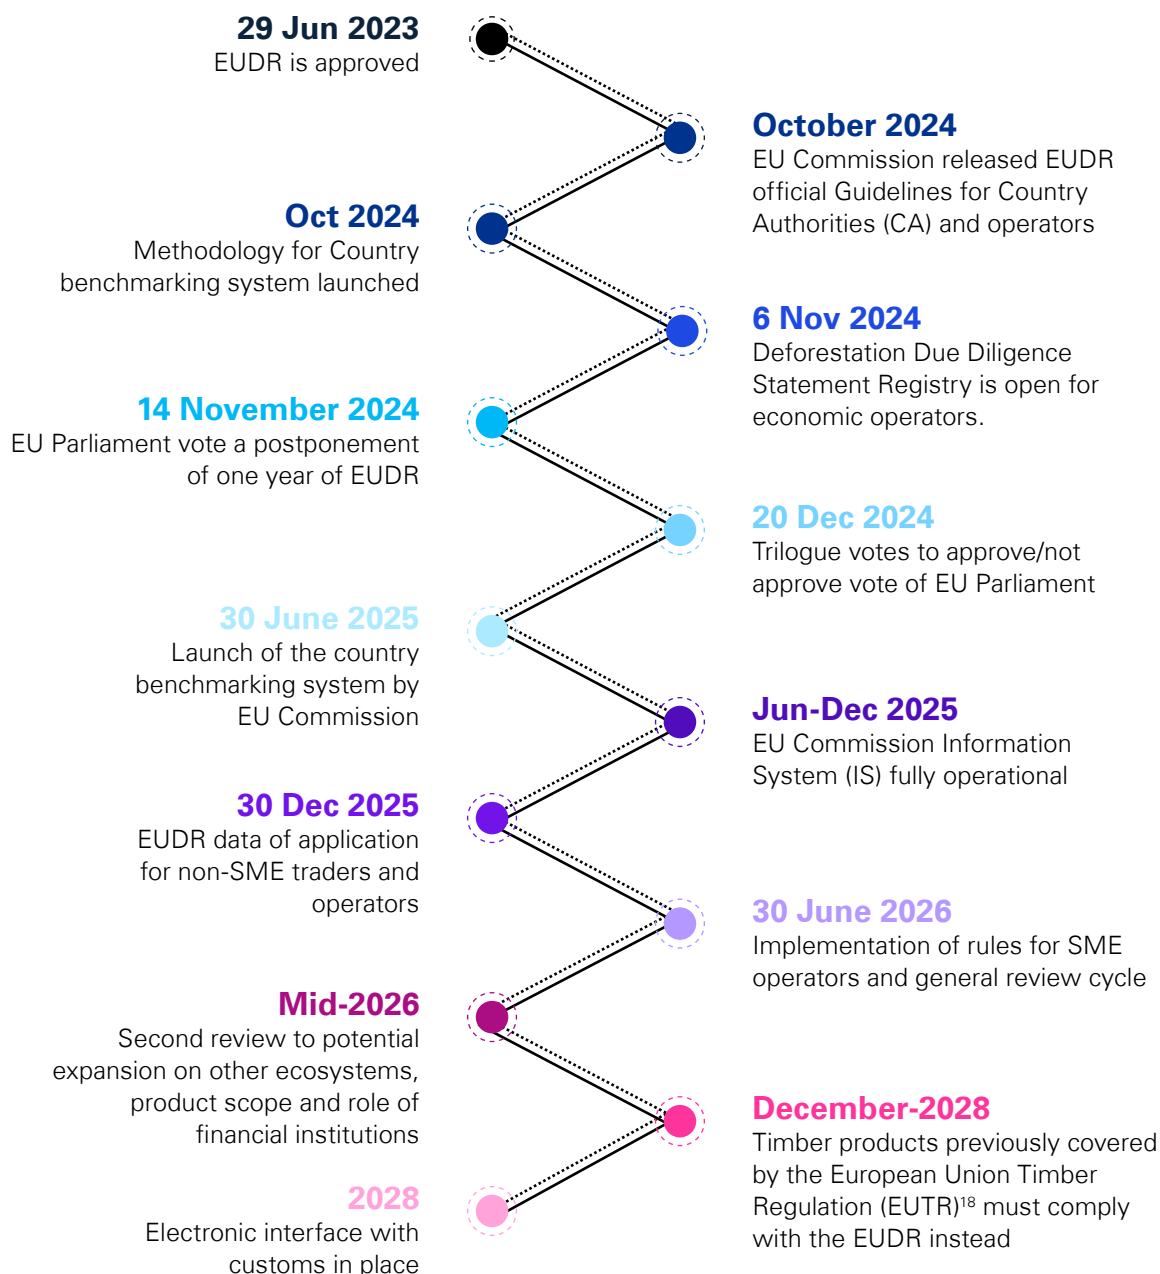 29 Jun 2023
EUDR is approved
October 2024
EU Commission released EUDR
official Guidelines for Country
Authorities (CA) and operators
Oct 2024
Methodology for Country
benchmarking system launched
6 Nov 2024
Deforestation Due Diligence
Statement Registry is open for
economic operators.
14 November 2024
EU Parliament vote a postponement
of one year of EUDR
20 Dec 2024
Trilogue votes to approve/not
approve vote of EU Parliament
30 June 2025
Launch of the country
benchmarking system by
EU Commission
Jun-Dec 2025
EU Commission Information
System (IS) fully operational
30 Dec 2025
EUDR data of application
for non-SME traders and
operators
30 June 2026
Implementation of rules for SME
operators and general review cycle
Mid-2026
Second review to potential
expansion on other ecosystems,
product scope and role of
financial institutions
December-2028
Timber products previously covered
by the European Union Timber
Regulation (EUTR)¹⁸ must comply
with the EUDR instead
2028
Electronic interface with
customs in place